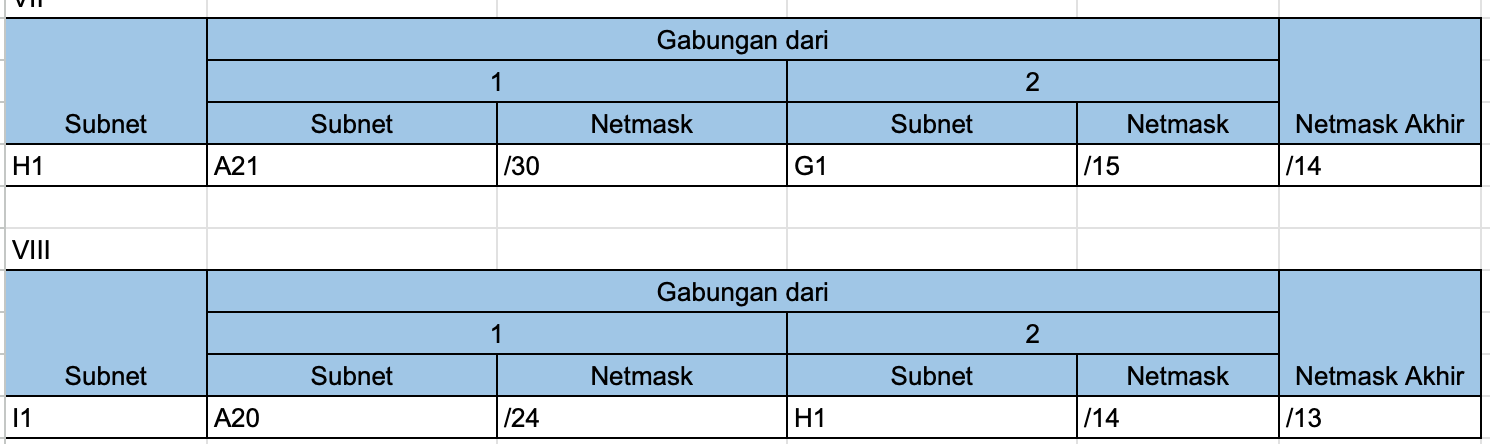 VII
Gabungan dari
1 2
Subnet Subnet Netmask Subnet Netmask Netmask Akhir
H1 A21 /30 G1 /15 /14
VIII
Gabungan dari
1 2
Subnet Subnet Netmask Subnet Netmask Netmask Akhir
I1 A20 /24 H1 /14 /13